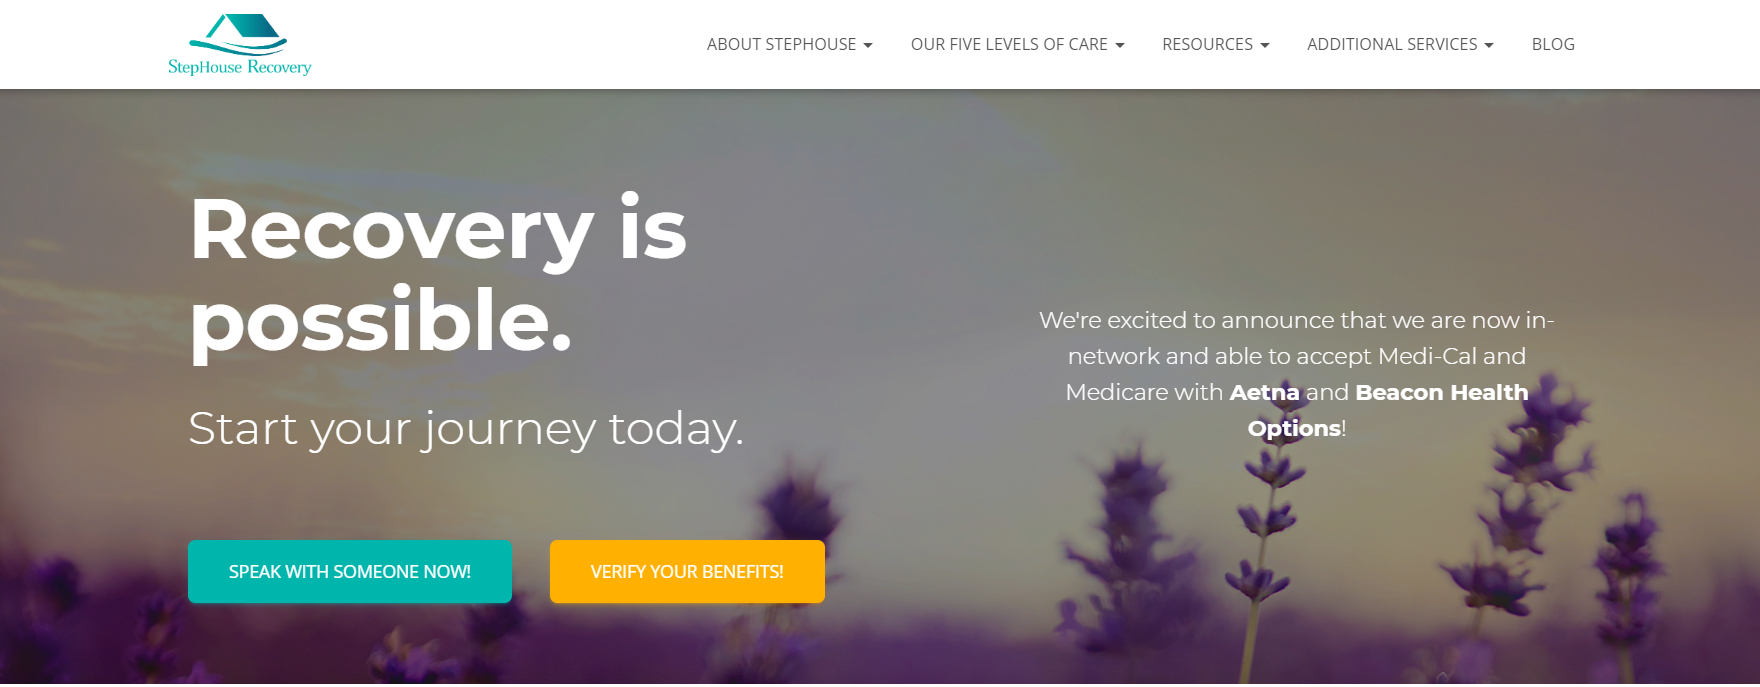 StepHouse Recovery
ABOUT STEPHOUSE
OUR FIVE LEVELS OF CARE
RESOURCES
ADDITIONAL SERVICES
BLOG
Recovery is
possible.
Start your journey today.
SPEAK WITH SOMEONE NOW!
VERIFY YOUR BENEFITS!
We're excited to announce that we are now in-
network and able to accept Medi-Cal and
Medicare with Aetna and Beacon Health
Options!